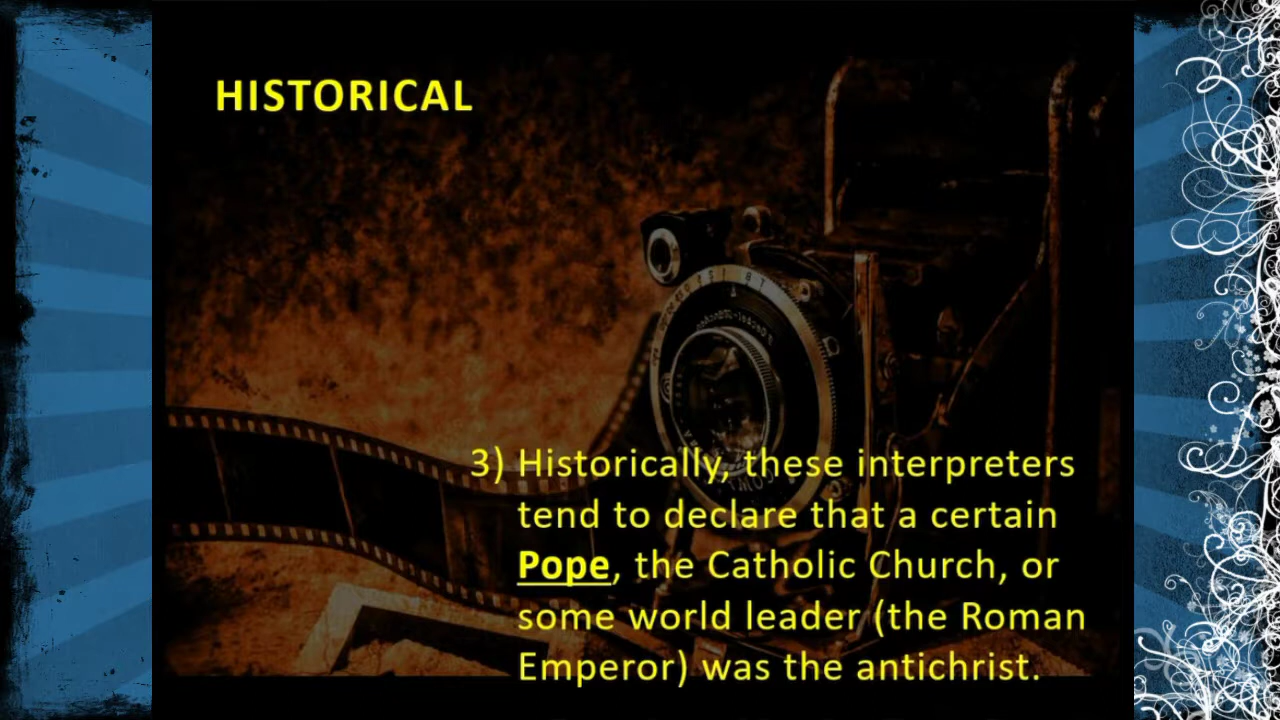 HISTORICAL
3) Historically, these interpreters
tend to declare that a certain
Pope, the Catholic Church, or
some world leader (the Roman
Emperor) was the antichrist.